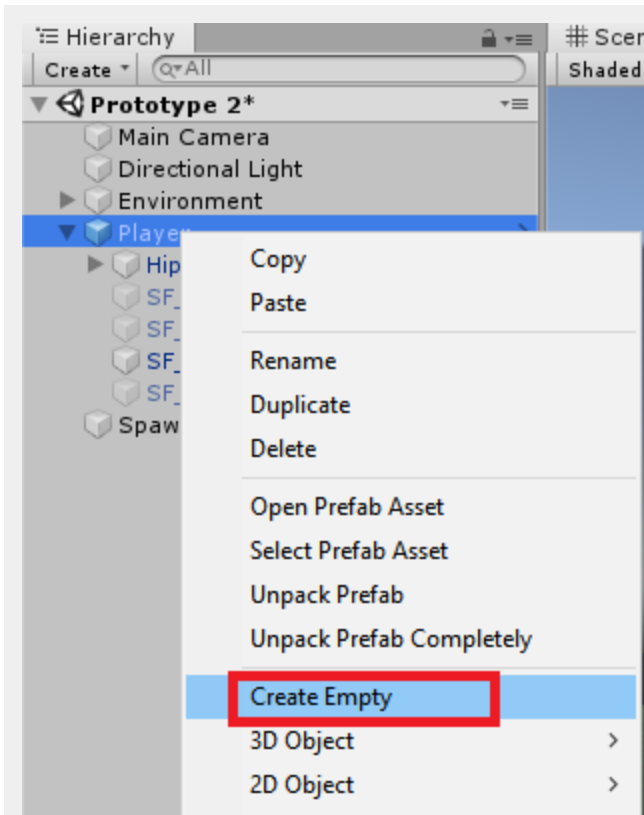 Hierarchy
# Scen
Create
All
Shaded
Prototype 2*
Main Camera
Directional Light
Environment
Player
Hip
SF_
SF_
SF_
SF_
Spaw
Copy
Paste
Rename
Duplicate
Delete
Open Prefab Asset
Select Prefab Asset
Unpack Prefab
Unpack Prefab Completely
Create Empty
3D Object
2D Object